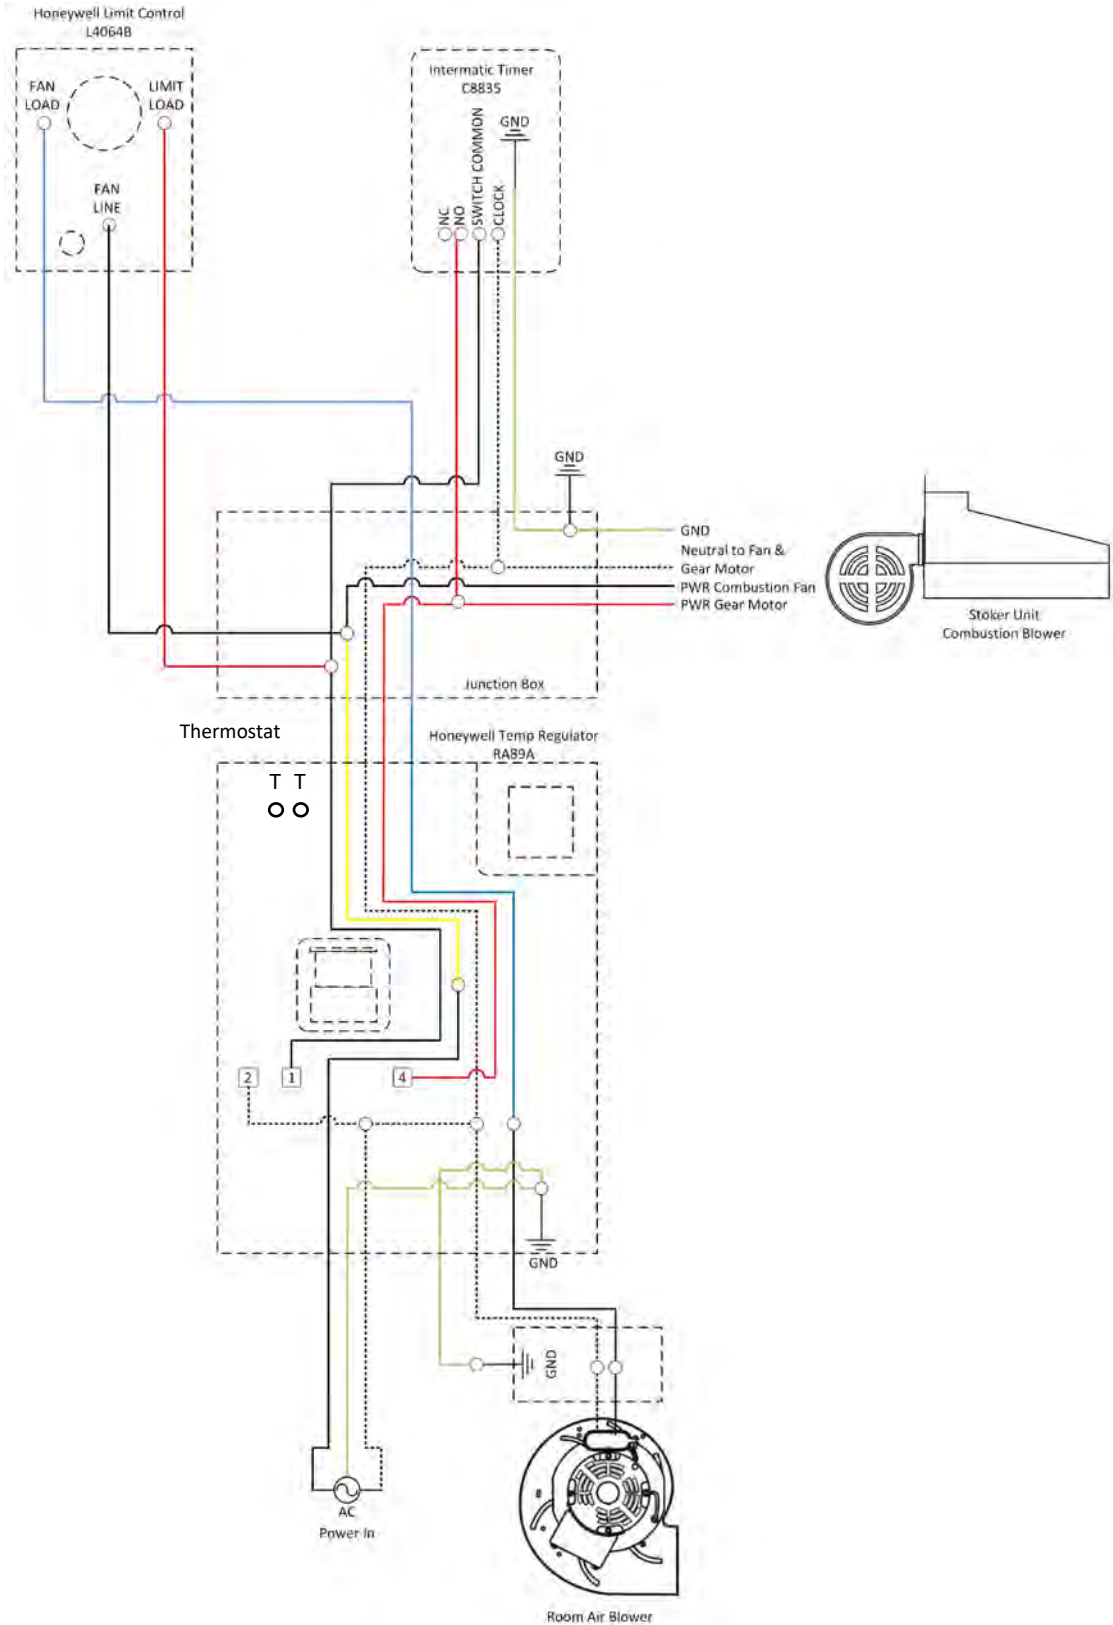 Honeywell Limit Control
L4064B
FAN
LOAD
LIMIT
LOAD
FAN
LINE
Intermatic Timer
C8835
GND
NC
NO
SWITCH COMMON
CLOCK
GND
GND
Neutral to Fan &
Gear Motor
PWR Combustion Fan
PWR Gear Motor
Stoker Unit
Combustion Blower
Junction Box
Thermostat
Honeywell Temp Regulator
RA89A
T T
2
1
4
GND
GND
AC
Power In
Room Air Blower